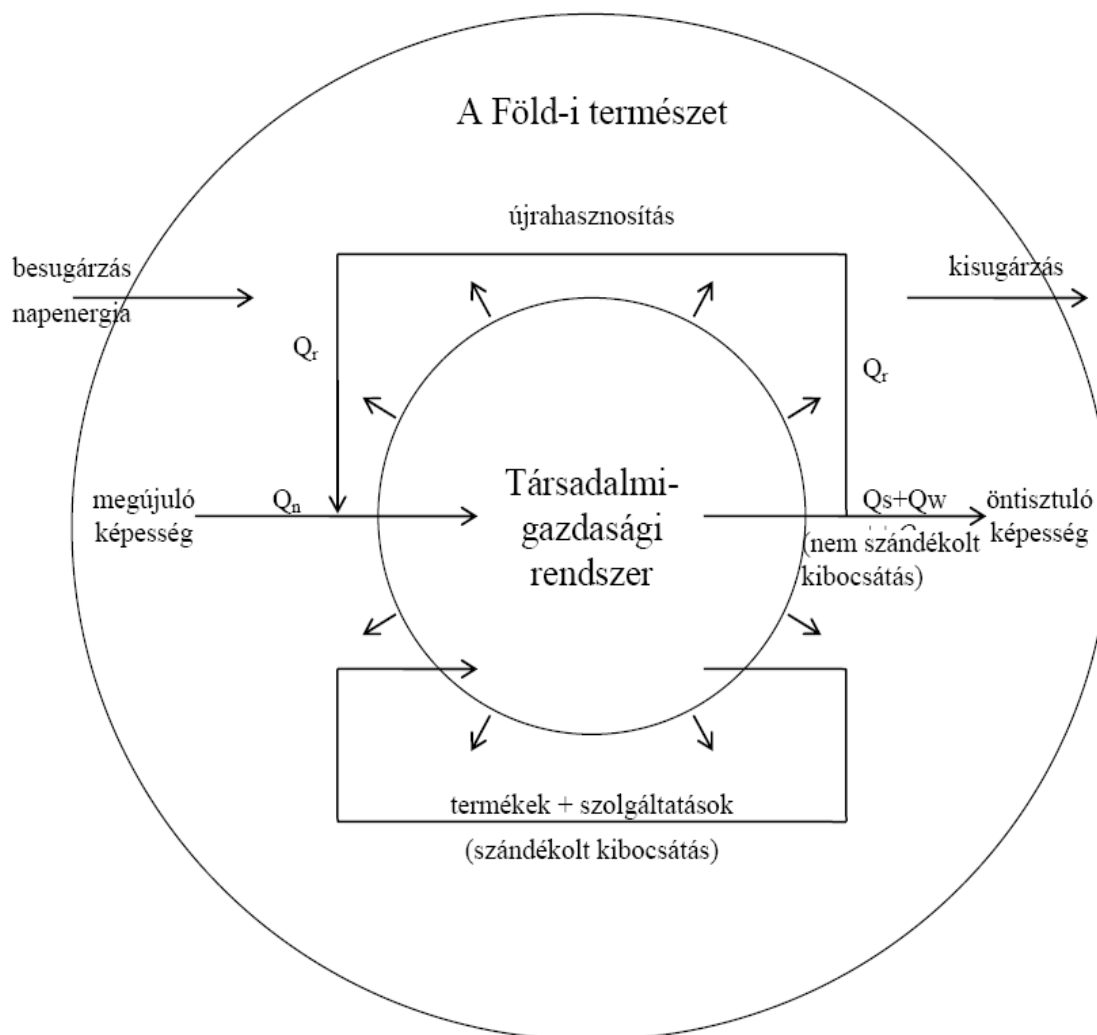 A Föld-i természet
újrahasznosítás
besugárzás
napenergia
kisugárzás
Qr
Qr
megújuló
képesség
Qn
Társadalmi-
gazdasági
rendszer
Qs+Qw
(nem szándékolt
kibocsátás)
öntisztuló
képesség
termékek + szolgáltatások
(szándékolt kibocsátás)